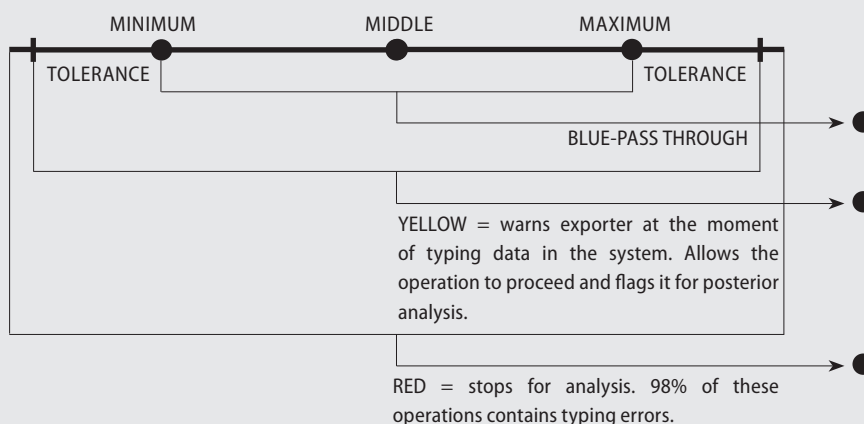 MINIMUM MIDDLE MAXIMUM
TOLERANCE TOLERANCE
BLUE-PASS THROUGH
YELLOW = warns exporter at the moment
of typing data in the system. Allows the
operation to proceed and flags it for posterior
analysis.
RED = stops for analysis. 98% of these
operations contains typing errors.